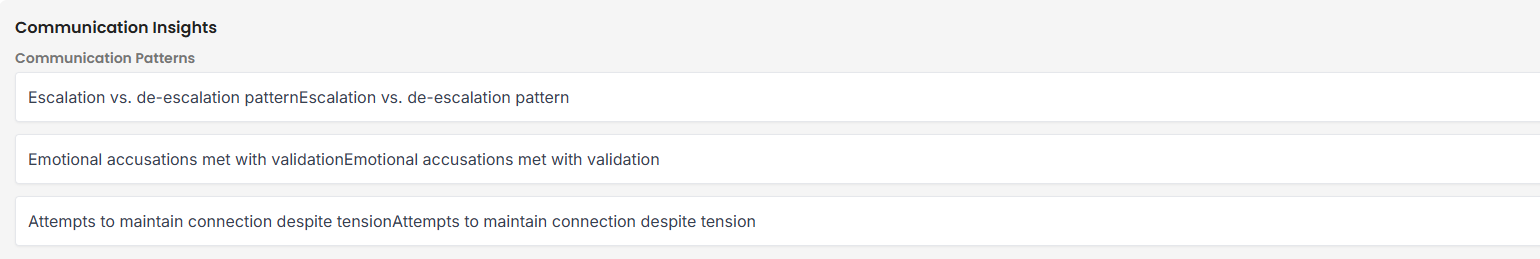 Communication Insights
Communication Patterns
Escalation vs. de-escalation patternEscalation vs. de-escalation pattern
Emotional accusations met with validationEmotional accusations met with validation
Attempts to maintain connection despite tensionAttempts to maintain connection despite tension